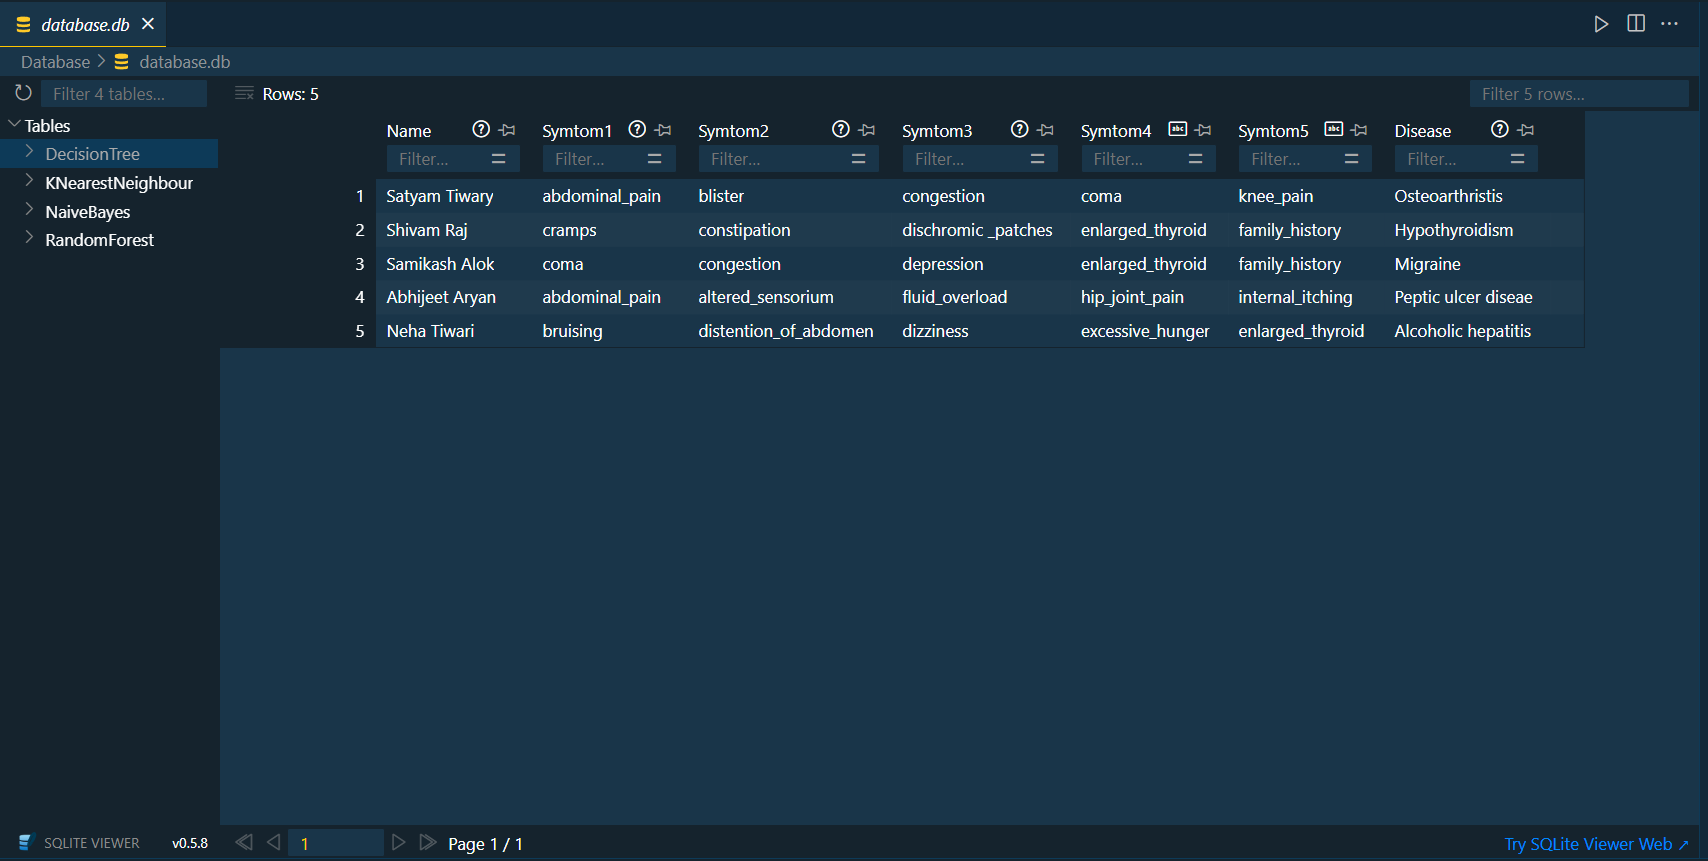 database.db
Database > database.db
Filter 4 tables... Rows: 5 Filter 5 rows...
Tables
DecisionTree
KNearestNeighbour
NaiveBayes
RandomForest
Name Symtom1 Symtom2 Symtom3 Symtom4 abc Symtom5 abc Disease
Filter... Filter... Filter... Filter... Filter... Filter... Filter...
1 Satyam Tiwary abdominal_pain blister congestion coma knee_pain Osteoarthristis
2 Shivam Raj cramps constipation dischromic _patches enlarged_thyroid family_history Hypothyroidism
3 Samikash Alok coma congestion depression enlarged_thyroid family_history Migraine
4 Abhijeet Aryan abdominal_pain altered_sensorium fluid_overload hip_joint_pain internal_itching Peptic ulcer diseae
5 Neha Tiwari bruising distention_of_abdomen dizziness excessive_hunger enlarged_thyroid Alcoholic hepatitis
SQLITE VIEWER v0.5.8 1 Page 1 / 1 Try SQLite Viewer Web ↗